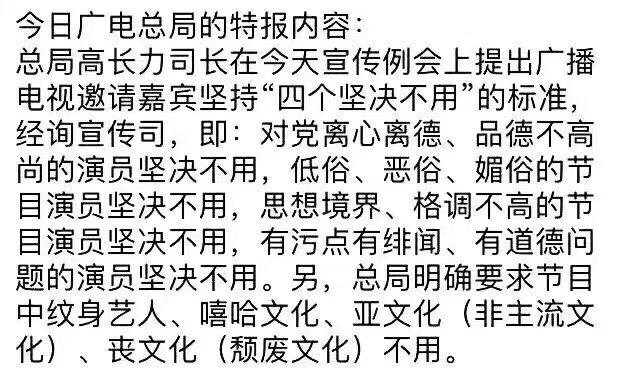 今日广电总局的特报内容：
总局高长力司长在今天宣传例会上提出广播
电视邀请嘉宾坚持“四个坚决不用”的标准，
经询宣传司，即：对党离心离德、品德不高
尚的演员坚决不用，低俗、恶俗、媚俗的节
目演员坚决不用，思想境界、格调不高的节
目演员坚决不用，有污点有绯闻、有道德问
题的演员坚决不用。另，总局明确要求节目
中纹身艺人、嘻哈文化、亚文化（非主流文
化）、丧文化（颓废文化）不用。